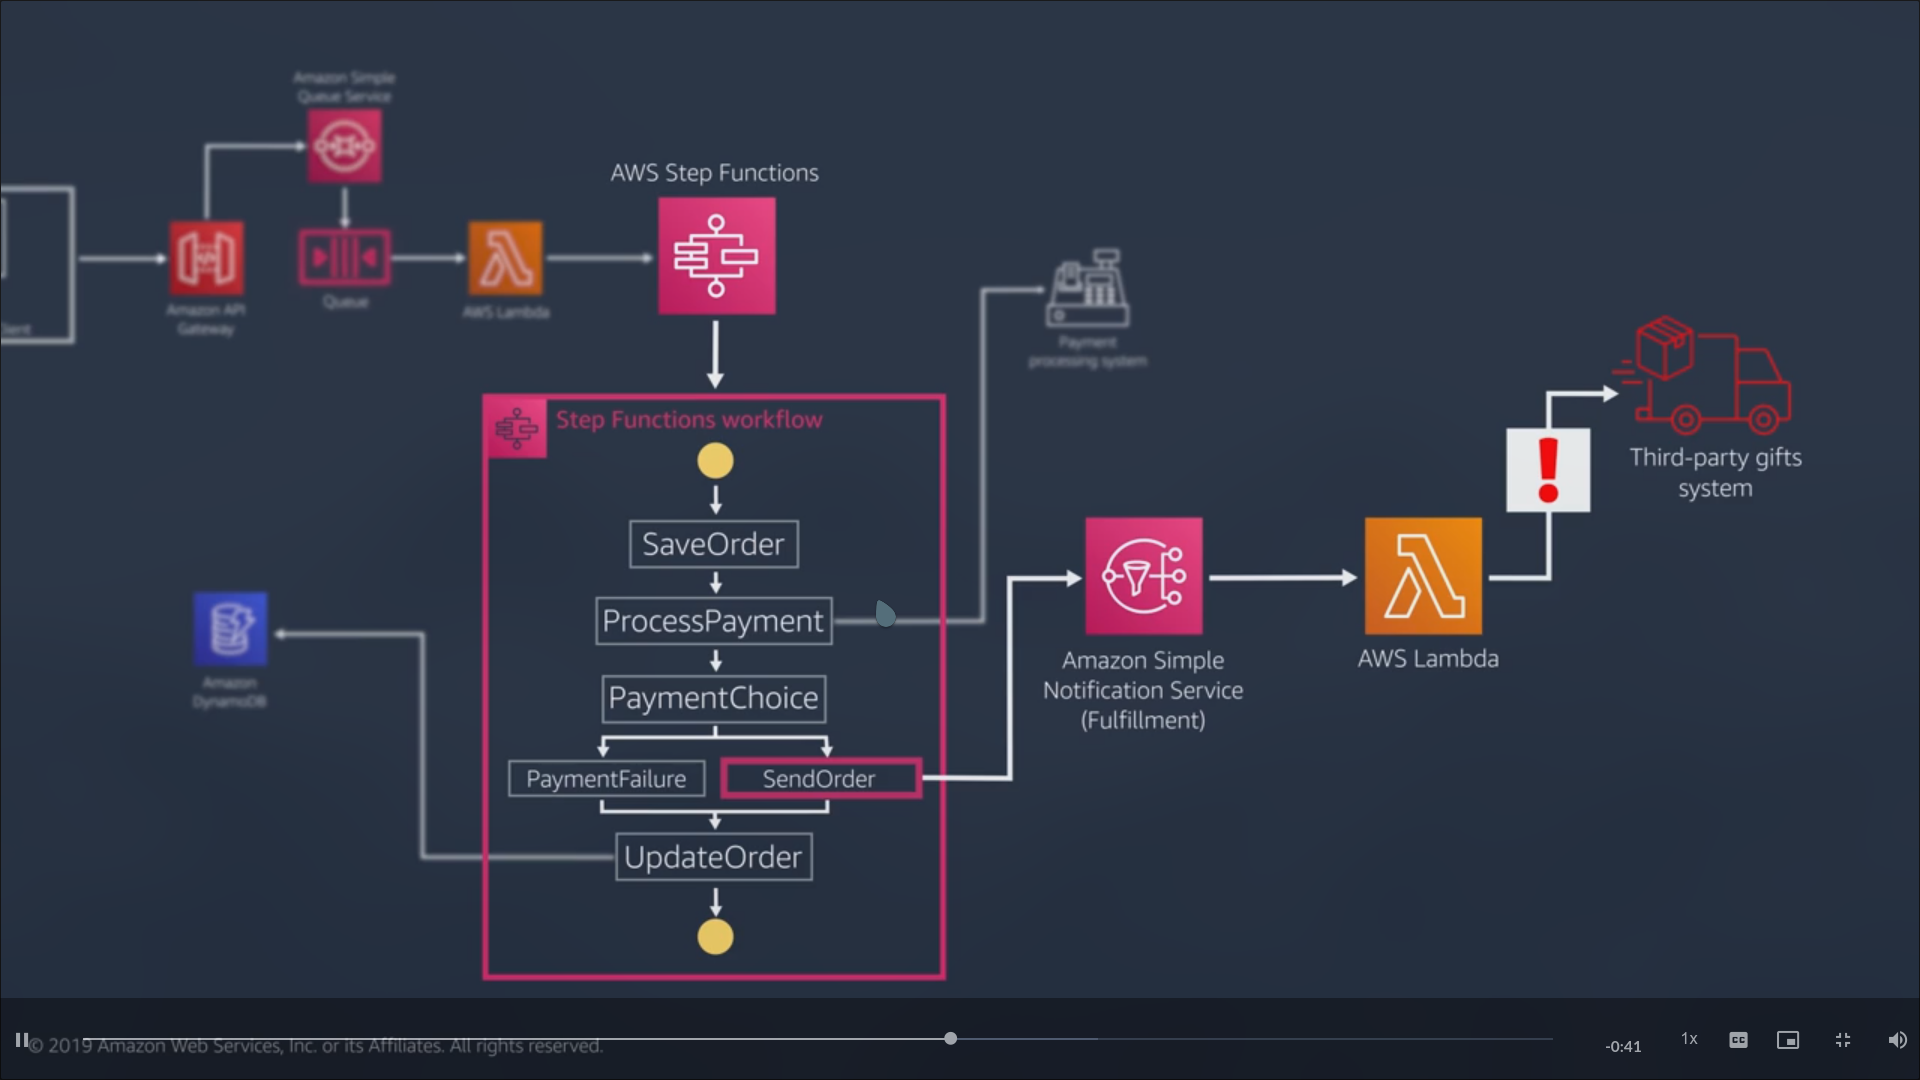 Amazon Simple
Queue Service
AWS Step Functions
Amazon API
Gateway
Queue
AWS Lambda
Payment
processing system
Step Functions workflow
SaveOrder
ProcessPayment
PaymentChoice
PaymentFailure
SendOrder
UpdateOrder
Amazon
DynamoDB
Third-party gifts
system
!
Amazon Simple
Notification Service
(Fulfillment)
AWS Lambda
© 2019 Amazon Web Services, Inc. or its Affiliates. All rights reserved.
-0:41
1x
CC